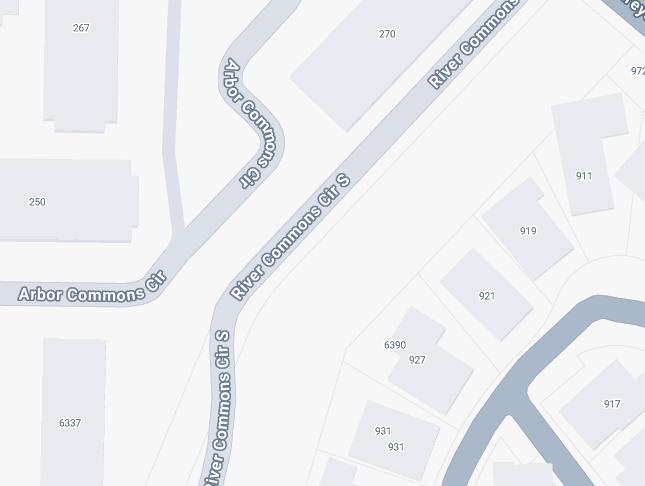 267
270
River Commons
972
Arbor Commons Cir
911
250
River Commons Cir S
919
Arbor Commons Cir
921
6390
927
River Commons Cir S
917
6337
931
931